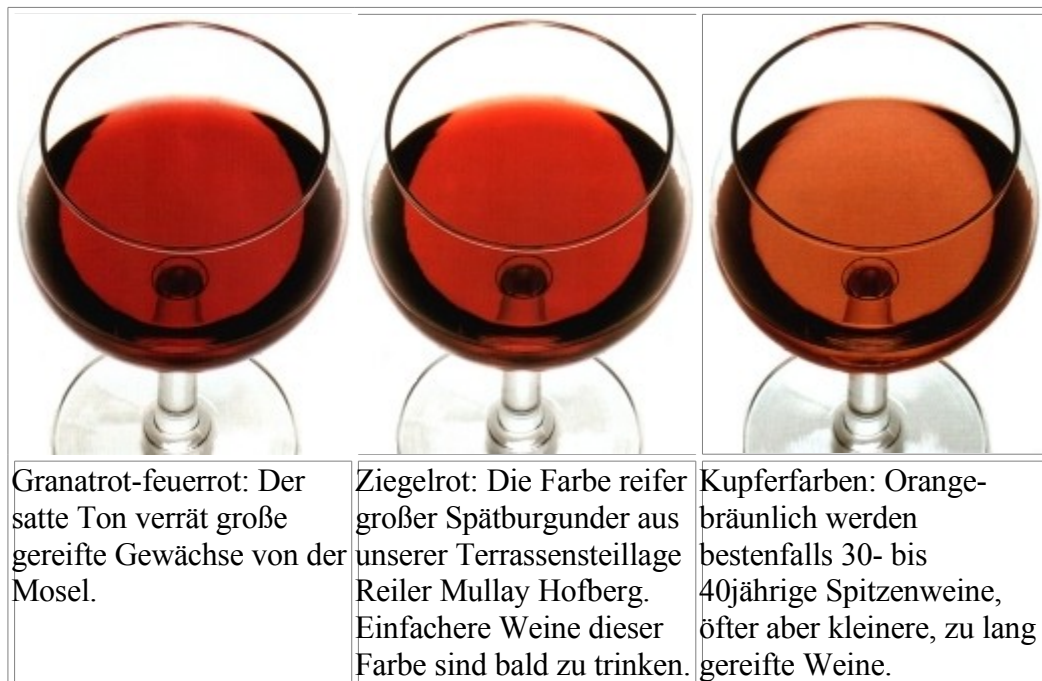 Granatrot-feuerrot: Der
satte Ton verrät große
gereifte Gewächse von der
Mosel.
Ziegelrot: Die Farbe reifer
großer Spätburgunder aus
unserer Terrassensteillage
Reiler Mullay Hofberg.
Einfachere Weine dieser
Farbe sind bald zu trinken.
Kupferfarben: Orange-
bräunlich werden
bestenfalls 30- bis
40jährige Spitzenweine,
öfter aber kleinere, zu lang
gereifte Weine.